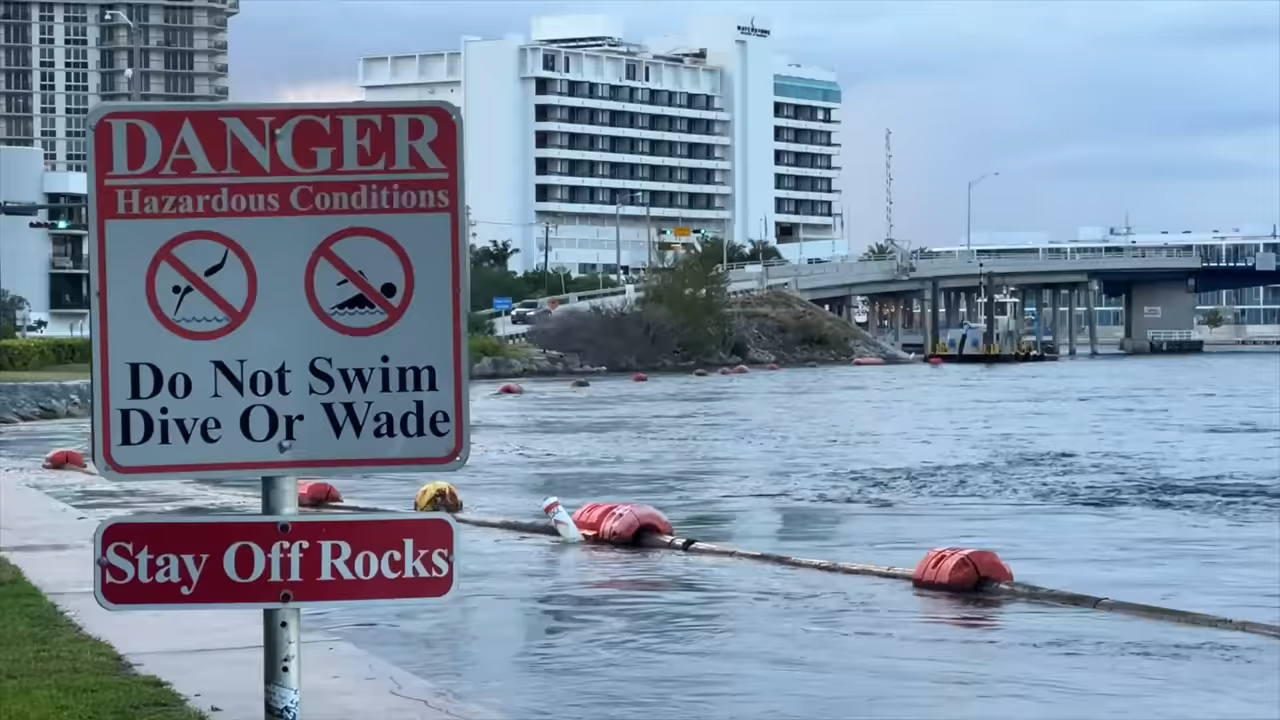 DANGER
Hazardous Conditions
Do Not Swim
Dive Or Wade
Stay Off Rocks